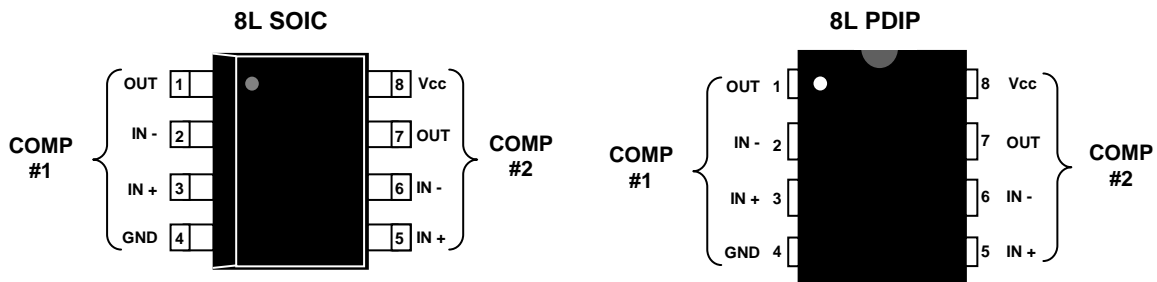 8L SOIC
COMP
#1
OUT 1
IN - 2
IN + 3
GND 4
8 Vcc
7 OUT
6 IN -
5 IN +
COMP
#2
8L PDIP
COMP
#1
OUT 1
IN - 2
IN + 3
GND 4
8 Vcc
7 OUT
6 IN -
5 IN +
COMP
#2